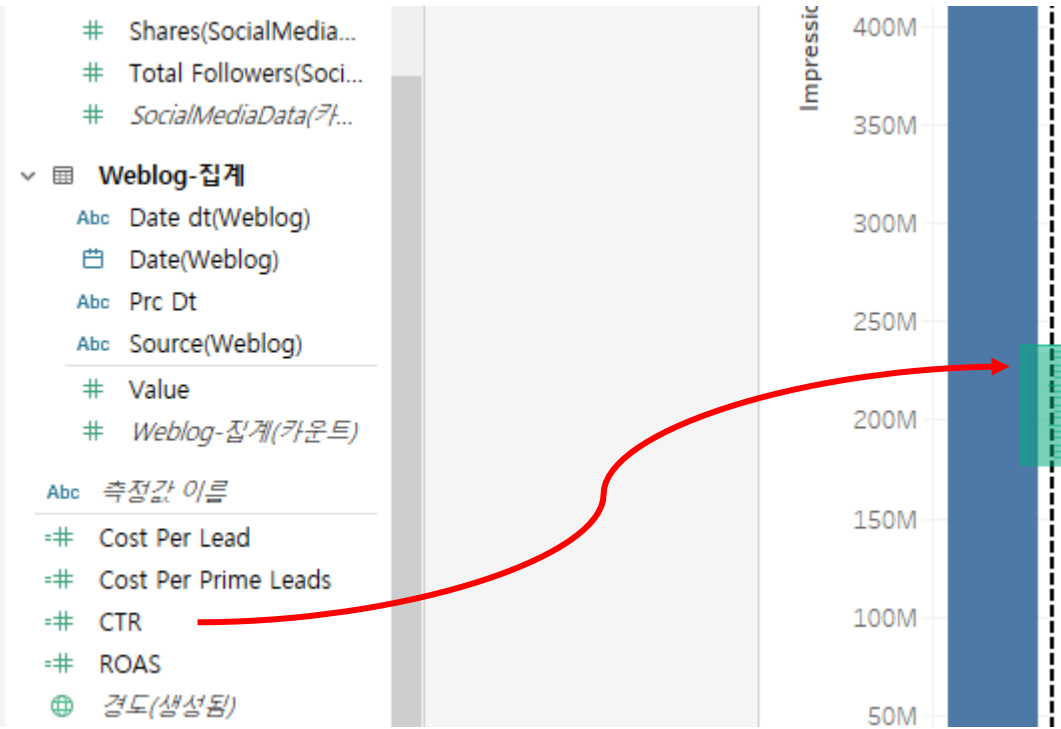 Shares(SocialMedia...
Total Followers(Soci...
SocialMediaData(카...
Weblog-집계
Abc Date dt(Weblog)
Date(Weblog)
Abc Prc Dt
Abc Source(Weblog)
Value
Weblog-집계(카운트)
Abc 측정값 이름
=# Cost Per Lead
=# Cost Per Prime Leads
=# CTR
=# ROAS
경도(생성됨)
Impressio
400M
350M
300M
250M
200M
150M
100M
50M